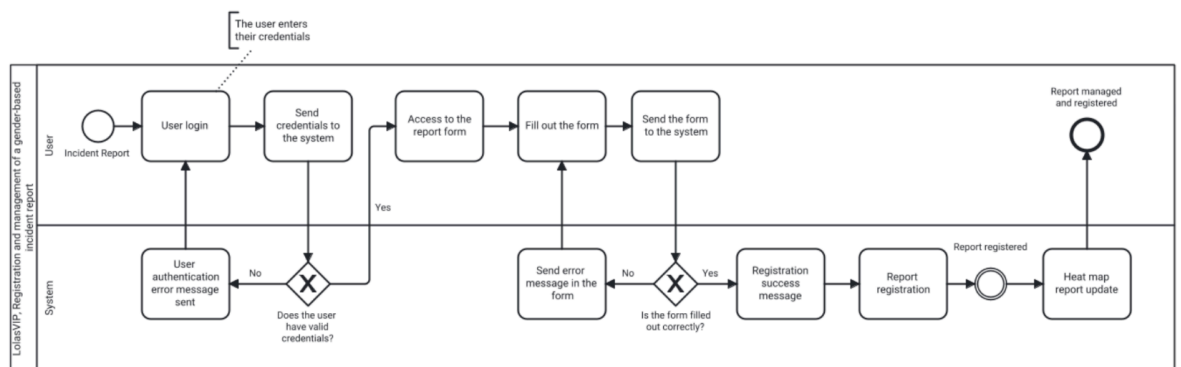 The user enters
their credentials
LolasVIP, Registration and management of a gender-based
incident report
User
Incident Report
User login
Send
credentials to
the system
Access to the
report form
Fill out the form
Send the form
to the system
Report managed
and registered
Yes
System
User
authentication
error message
sent
No
X
Does the user
have valid
credentials?
Send error
message in the
form
No
X
Is the form filled
out correctly?
Yes
Registration
success
message
Report
registration
Report registered
Heat map
report update